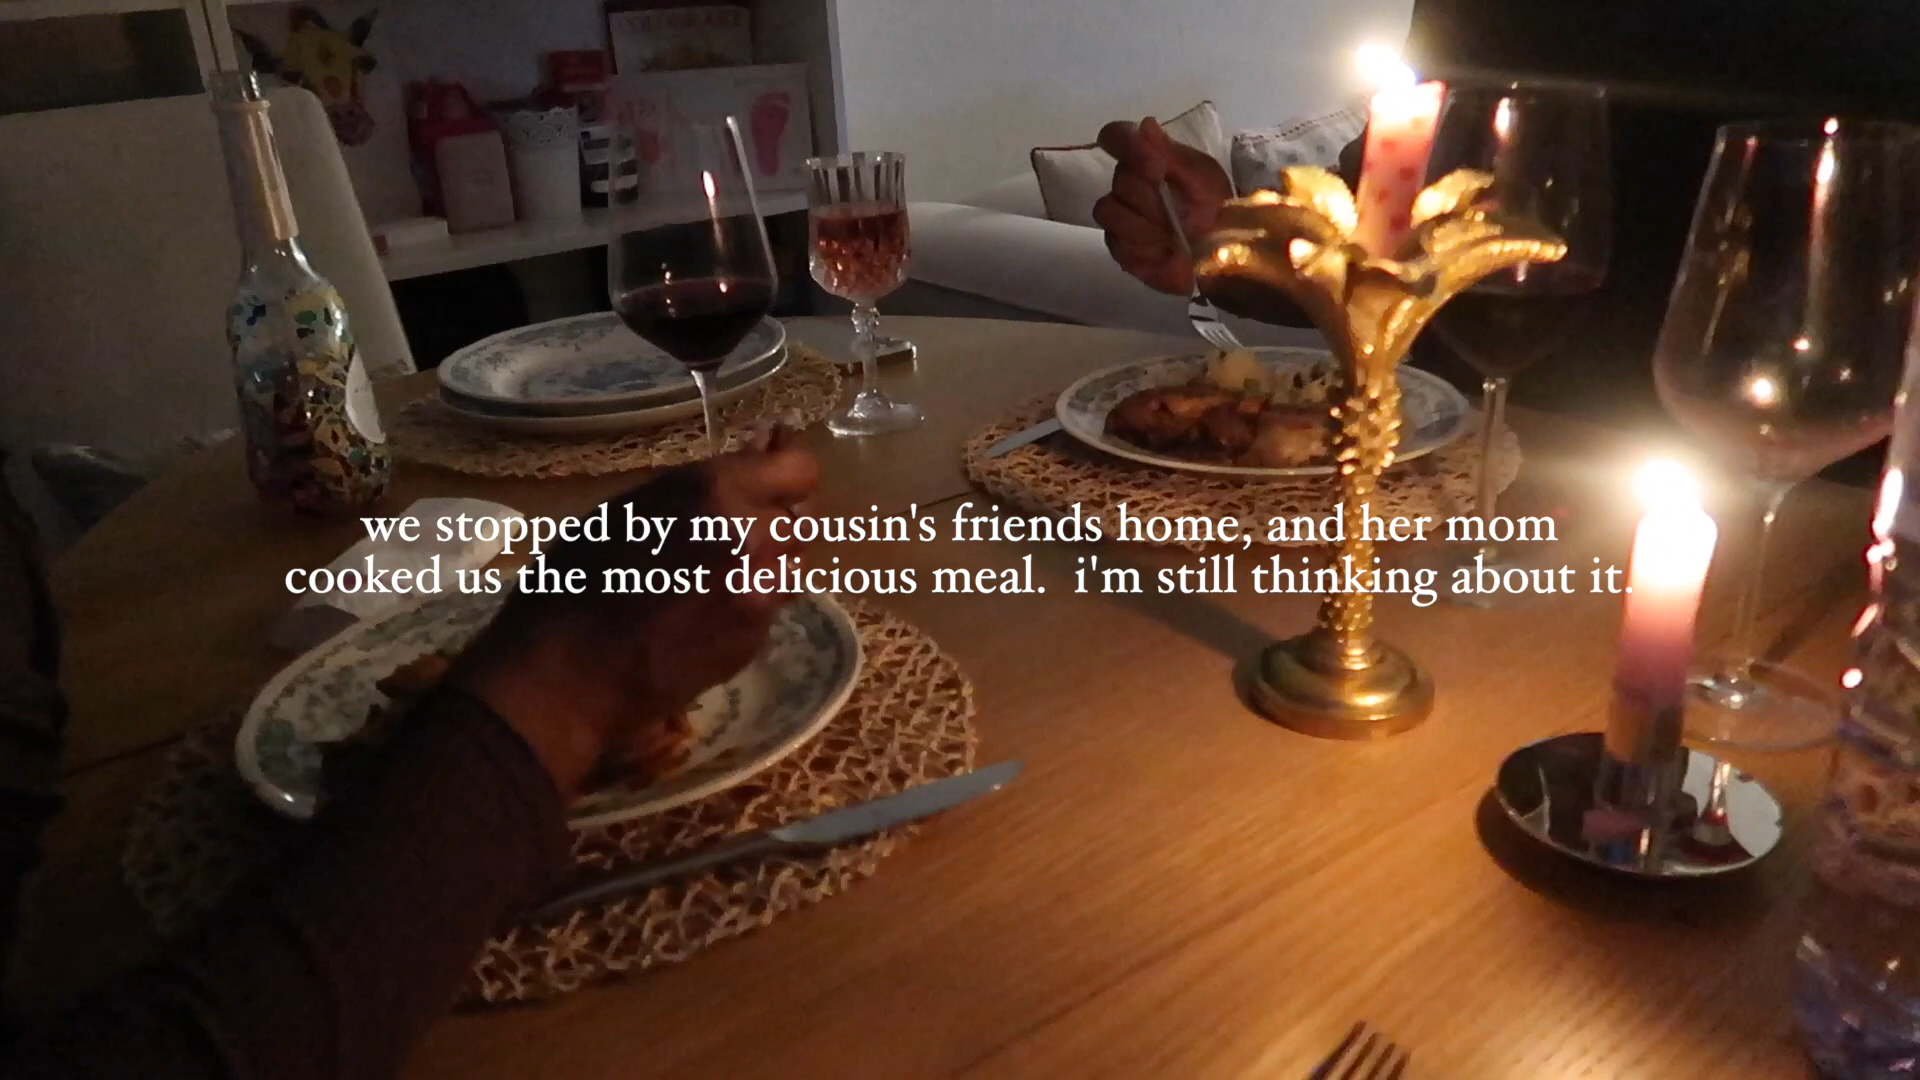 we stopped by my cousin's friends home, and her mom
cooked us the most delicious meal.  i'm still thinking about it.